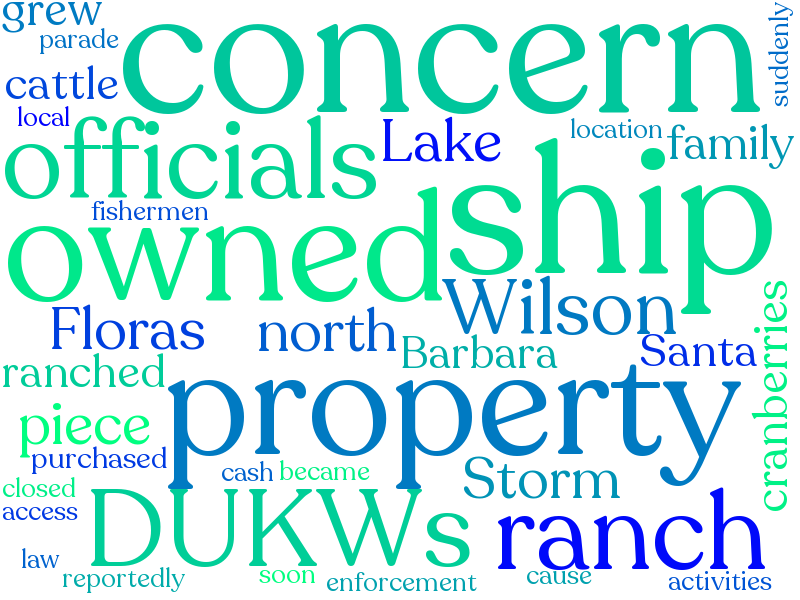 grew
parade
concern
suddenly
cattle
local
officials
Lake
location
family
fishermen
owned
ship
Floras
north
Wilson
Barbara
Santa
cranberries
ranched
property
piece
purchased
cash
became
Storm
closed
access
DUKWs
ranch
law
reportedly
soon
enforcement
cause
activities